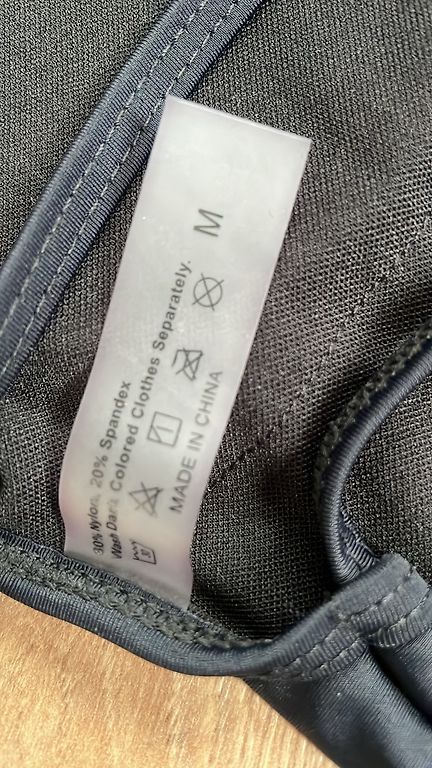 80% Nylon, 20% Spandex
Wash Dark Colored Clothes Separately.
MADE IN CHINA
M